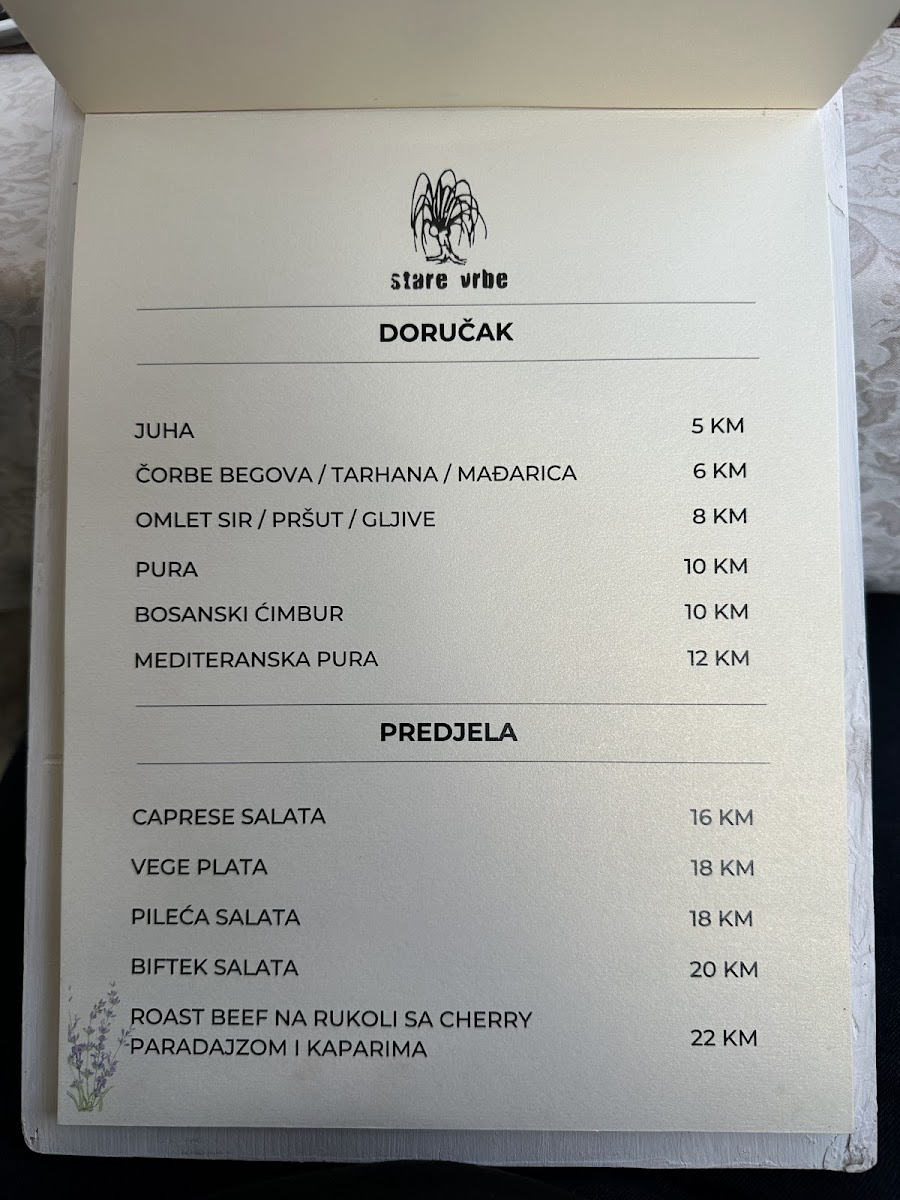 stare vrbe
DORUČAK
JUHA 5 KM
ČORBE BEGOVA / TARHANA / MAĐARICA 6 KM
OMLET SIR / PRŠUT / GLJIVE 8 KM
PURA 10 KM
BOSANSKI ĆIMBUR 10 KM
MEDITERANSKA PURA 12 KM
PREDJELA
CAPRESE SALATA 16 KM
VEGE PLATA 18 KM
PILEĆA SALATA 18 KM
BIFTEK SALATA 20 KM
ROAST BEEF NA RUKOLI SA CHERRY
PARADAJZOM I KAPARIMA 22 KM